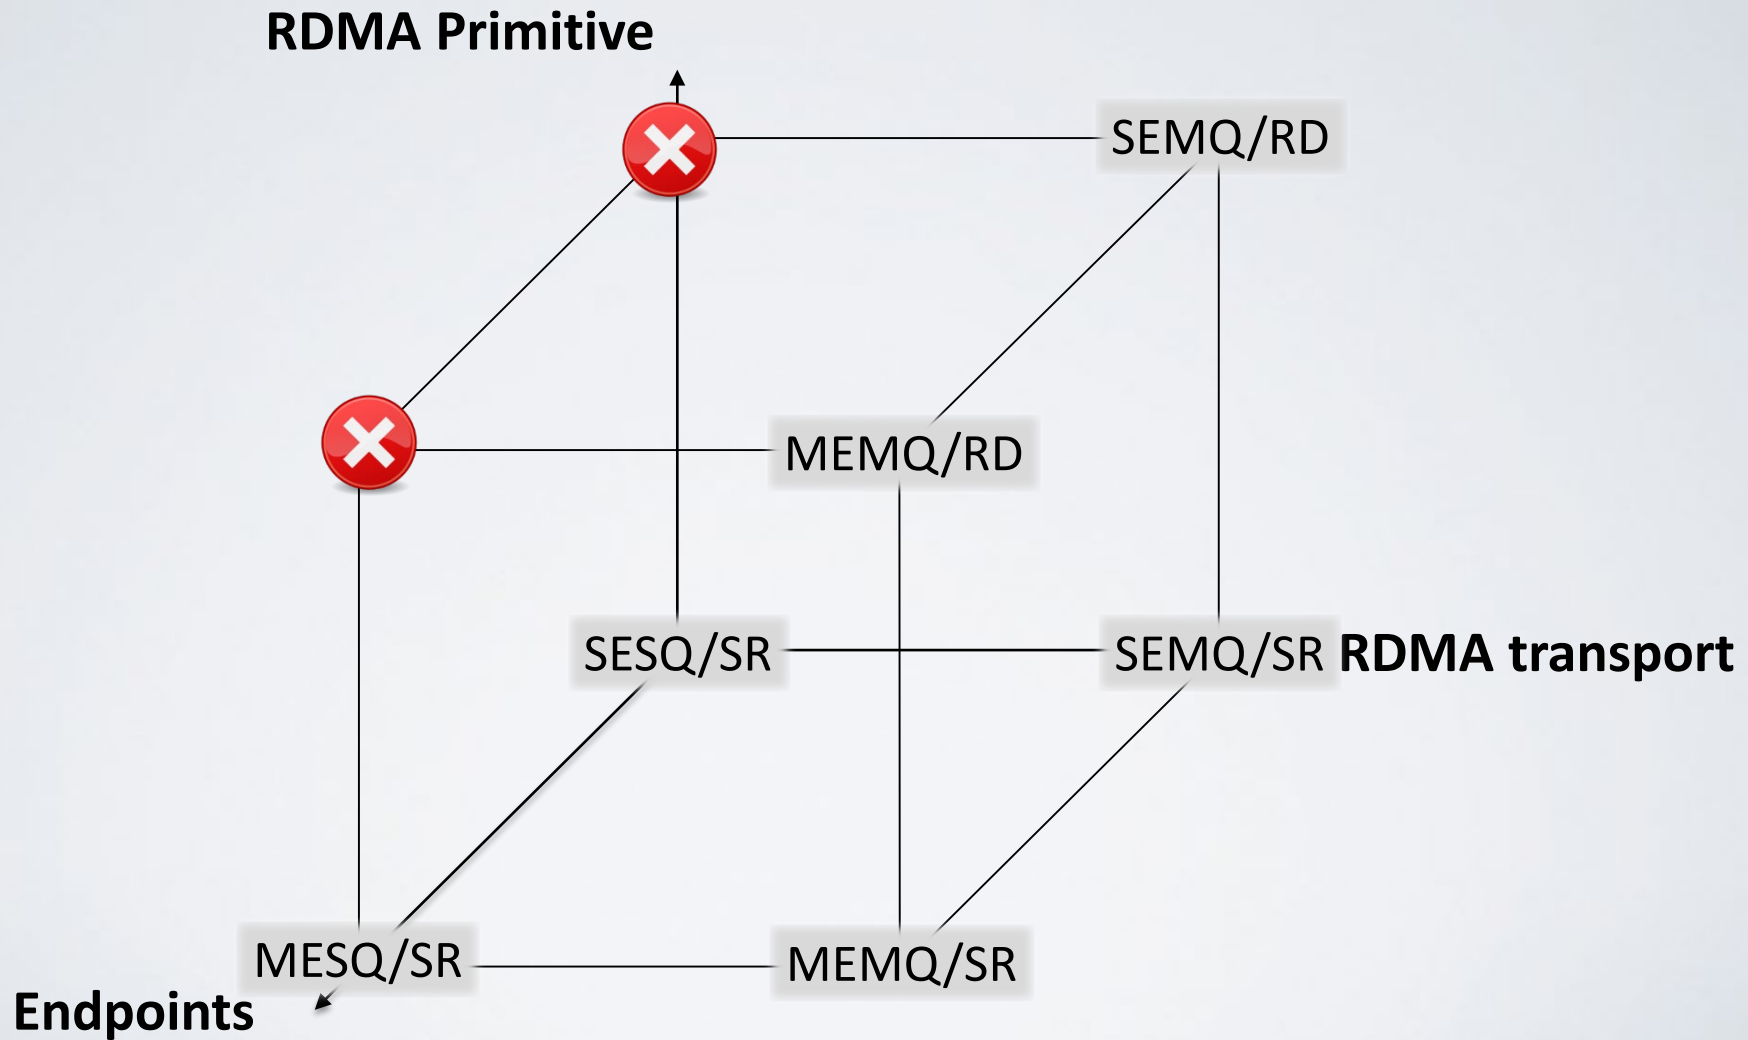 RDMA Primitive
SEMQ/RD
MEMQ/RD
SESQ/SR
SEMQ/SR RDMA transport
MESQ/SR
MEMQ/SR
Endpoints